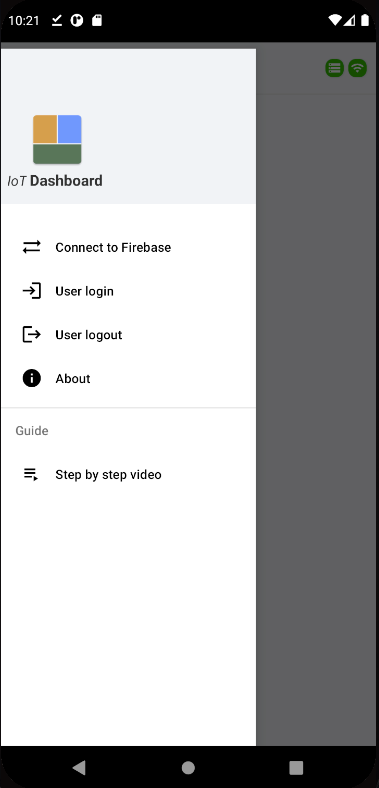 10:21
IoT Dashboard
Connect to Firebase
User login
User logout
About
Guide
Step by step video